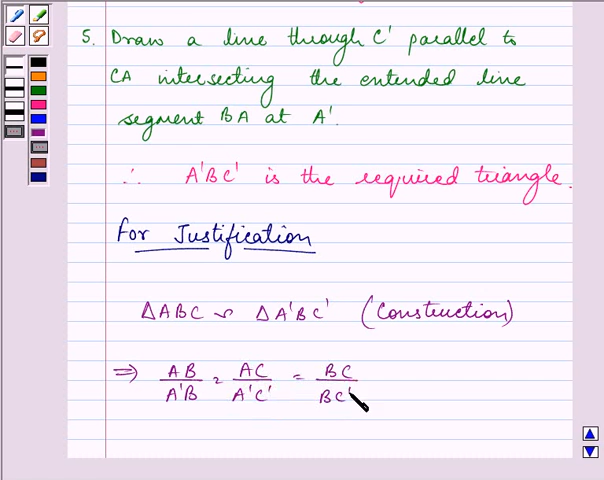 5. Draw a line through C' parallel to
CA intersecting the entended line
segment BA at A'.
∴ A'BC' is the required triangle.
For Justification
ΔABC ~ ΔA'BC' (Construction)
⇒ AB/A'B = AC/A'C' = BC/BC'